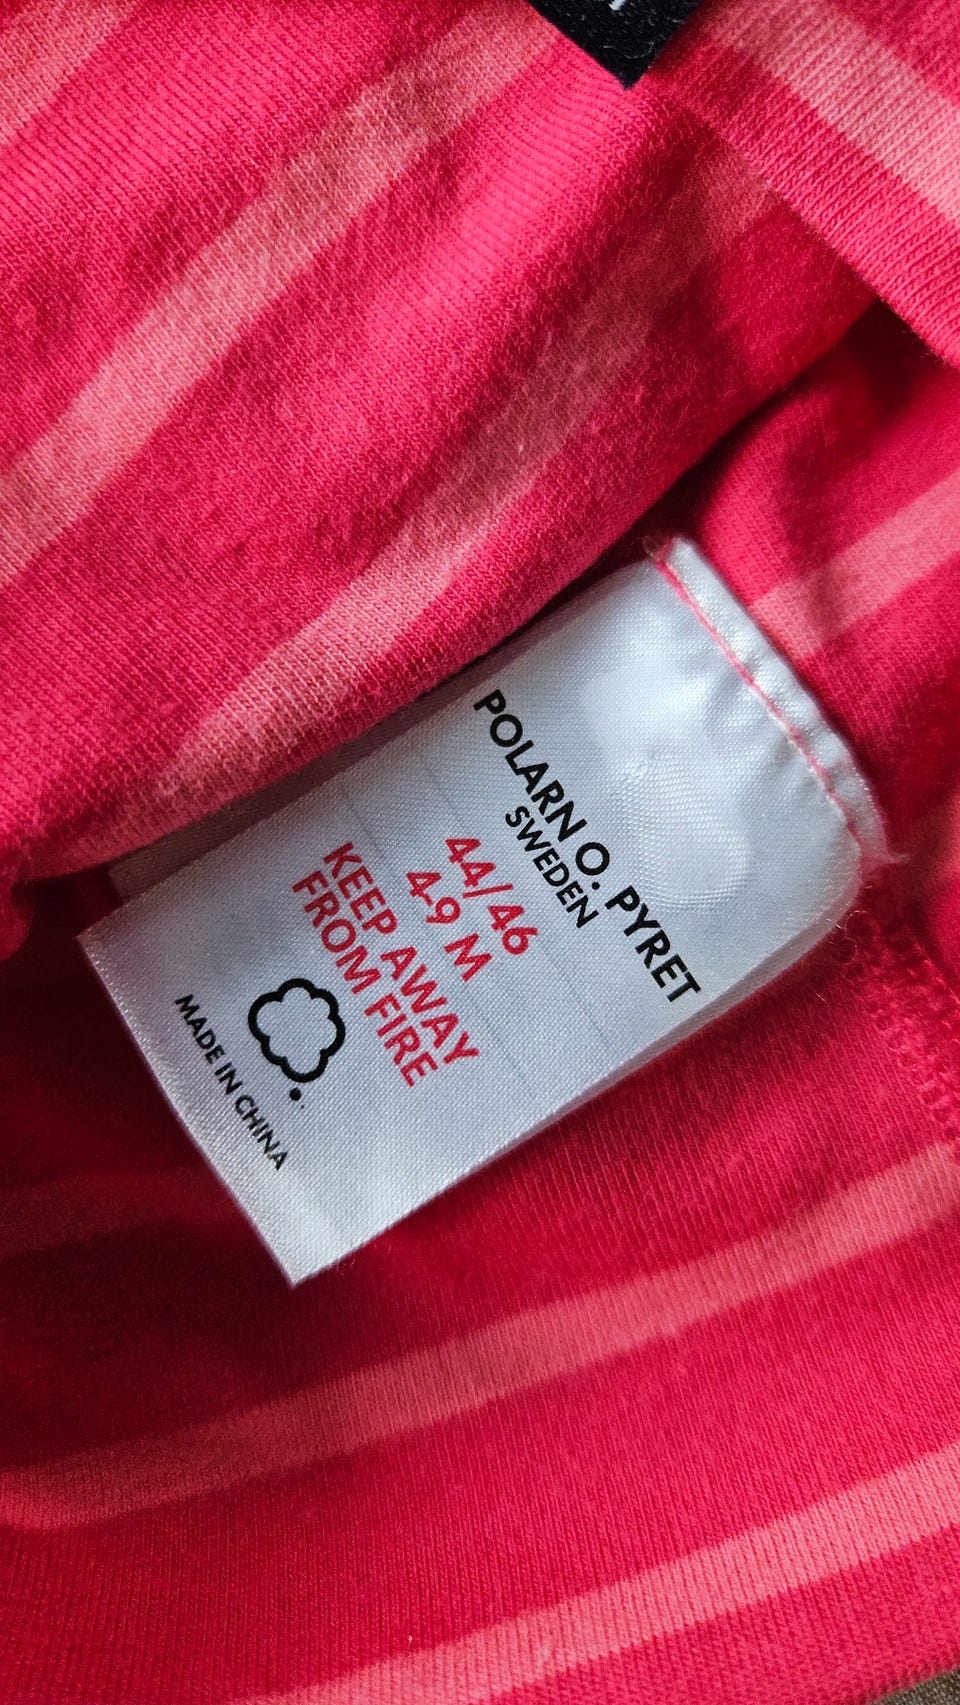 POLARN O. PYRET
SWEDEN
44/46
4-9 M
KEEP AWAY
FROM FIRE
MADE IN CHINA